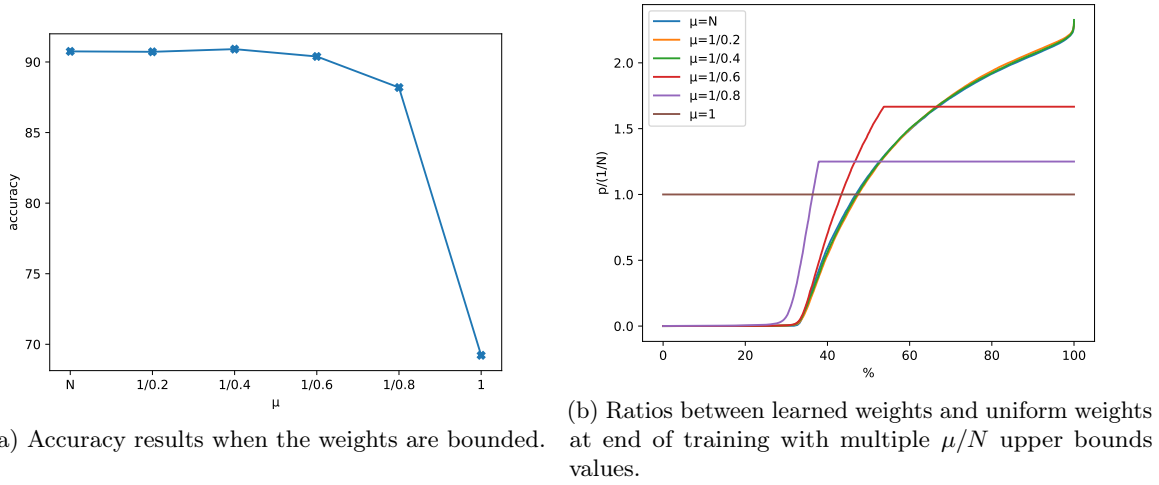 90
85
80
75
70
accuracy
N
1/0.2
1/0.4
1/0.6
1/0.8
1
μ
a) Accuracy results when the weights are bounded.
μ=N
μ=1/0.2
μ=1/0.4
μ=1/0.6
μ=1/0.8
μ=1
2.0
1.5
1.0
0.5
0.0
p/(1/N)
0
20
40
60
80
100
%
(b) Ratios between learned weights and uniform weights
at end of training with multiple μ/N upper bounds
values.